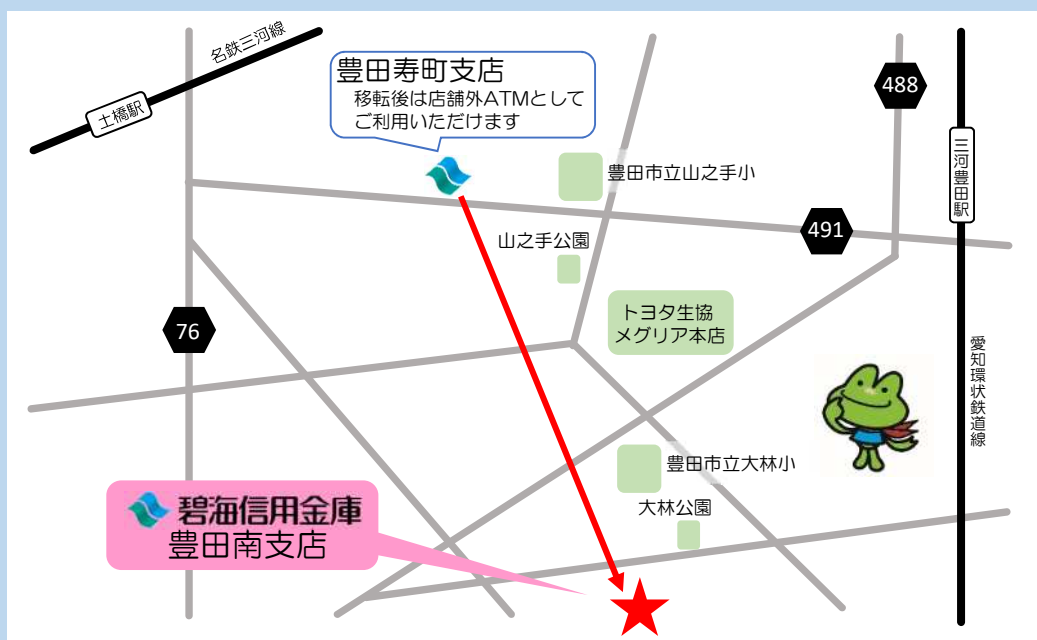 名鉄三河線
土橋駅
豊田寿町支店
移転後は店舗外ATMとして
ご利用いただけます
488
三河豊田駅
豊田市立山之手小
491
山之手公園
76
トヨタ生協
メグリア本店
愛知環状鉄道線
豊田市立大林小
大林公園
碧海信用金庫
豊田南支店